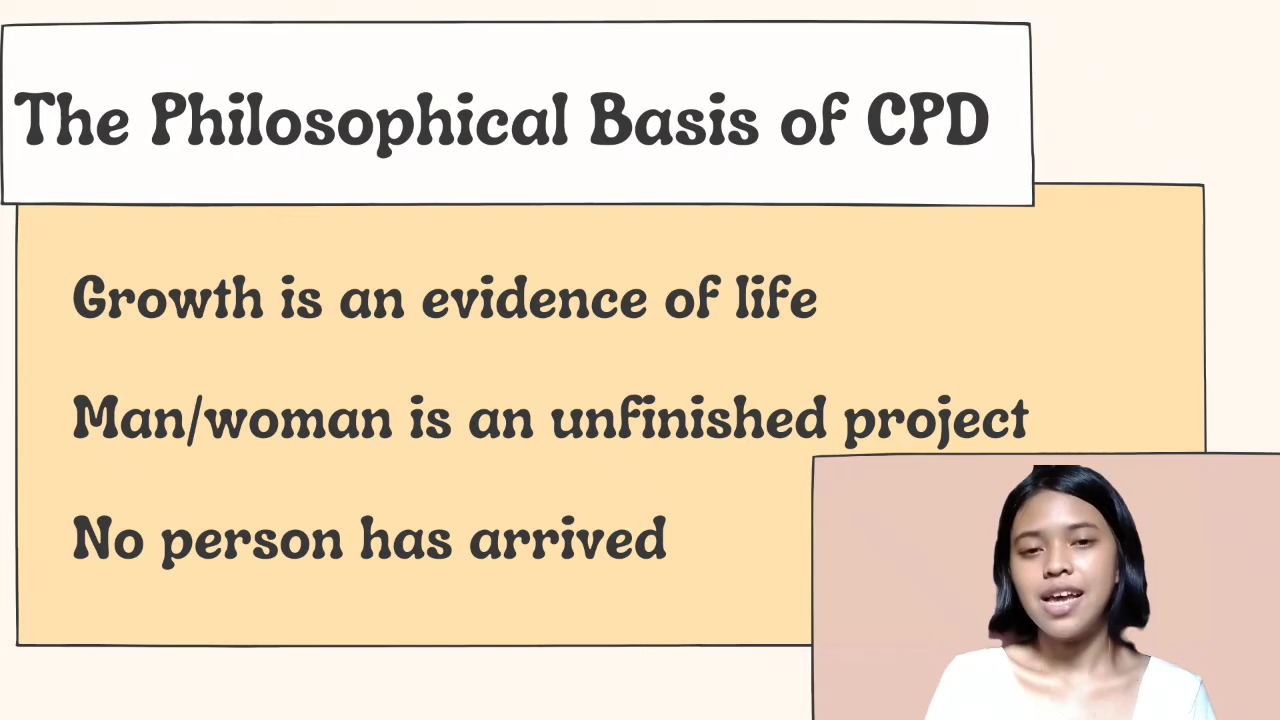 The Philosophical Basis of CPD
Growth is an evidence of life
Man/woman is an unfinished project
No person has arrived